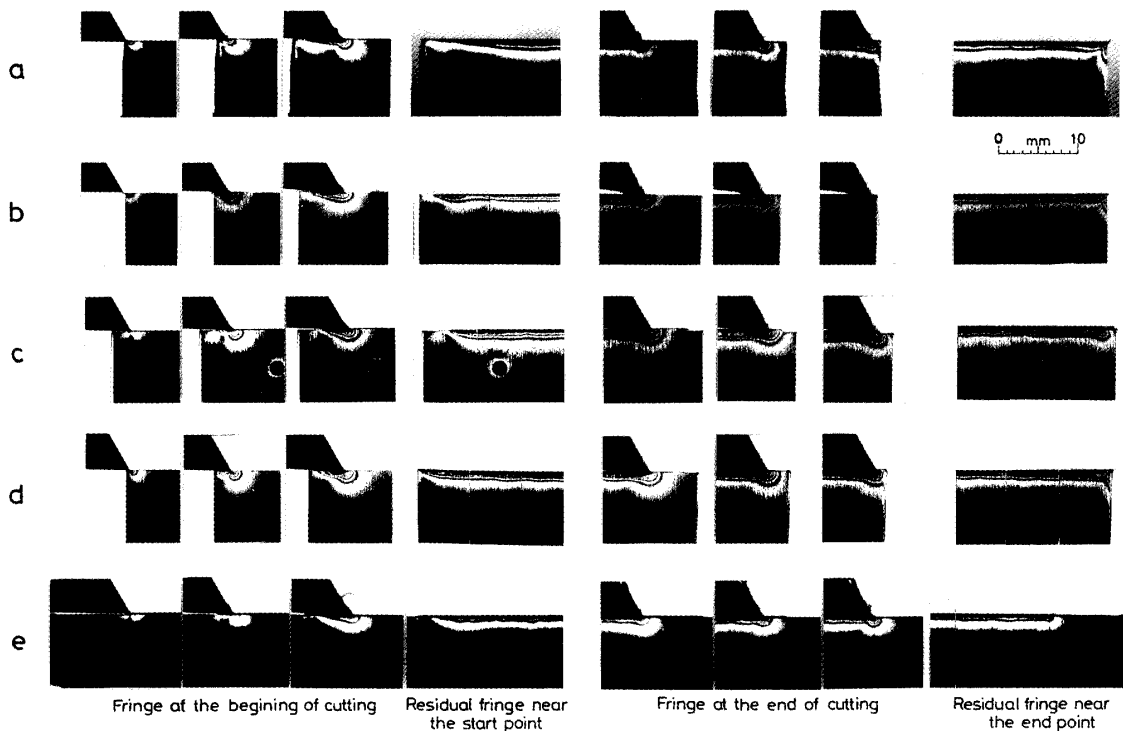 a
0 mm 10
b
c
d
e
Fringe at the begining of cutting
Residual fringe near
the start point
Fringe at the end of cutting
Residual fringe near
the end point